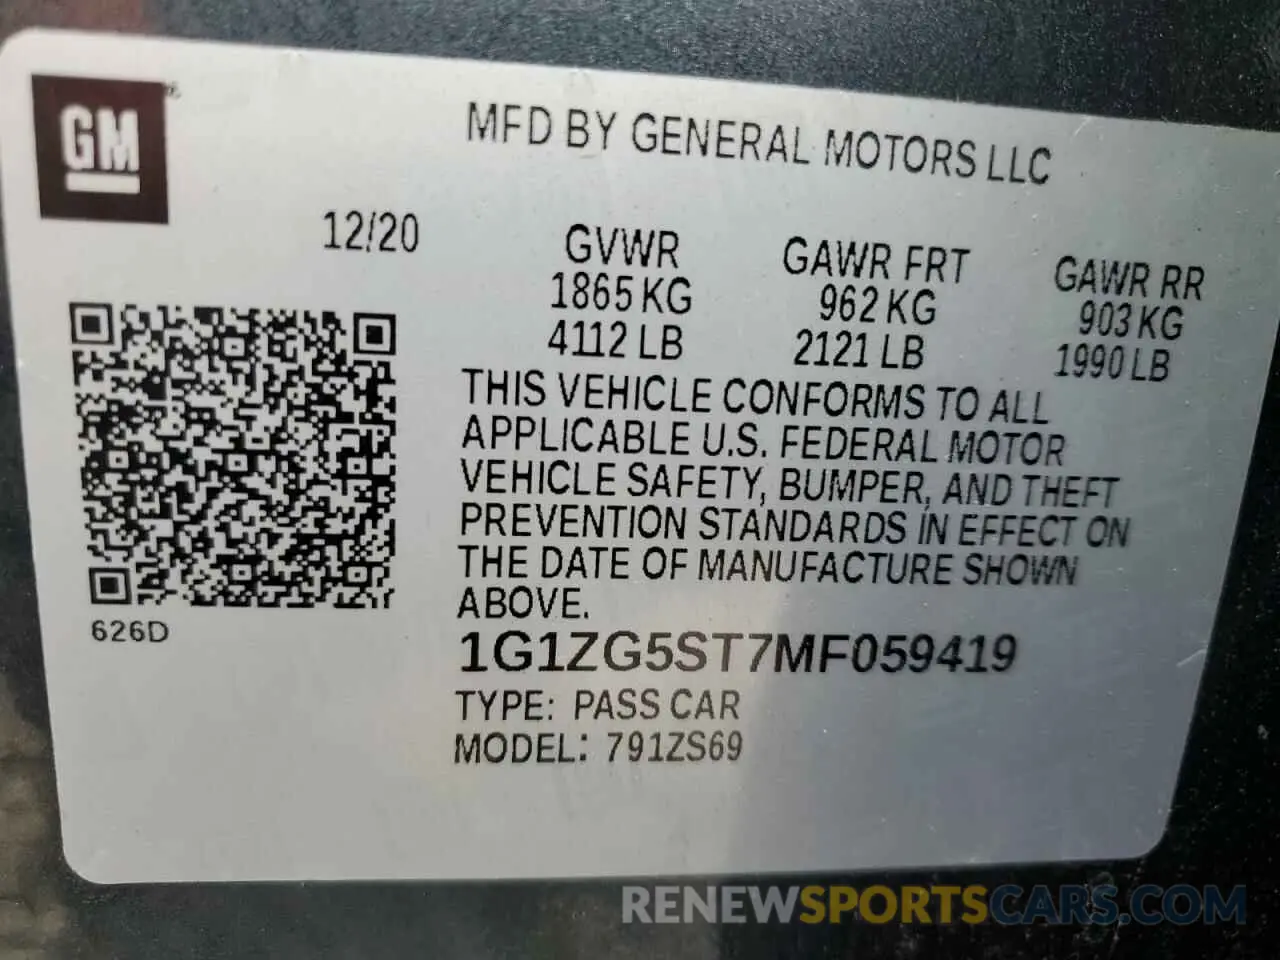 GM
MFD BY GENERAL MOTORS LLC
12/20
GVWR
1865 KG
4112 LB
GAWR FRT
962 KG
2121 LB
GAWR RR
903 KG
1990 LB
THIS VEHICLE CONFORMS TO ALL
APPLICABLE U.S. FEDERAL MOTOR
VEHICLE SAFETY, BUMPER, AND THEFT
PREVENTION STANDARDS IN EFFECT ON
THE DATE OF MANUFACTURE SHOWN
ABOVE.
626D
1G1ZG5ST7MF059419
TYPE: PASS CAR
MODEL: 791ZS69
RENEWSPORTSCARS.COM